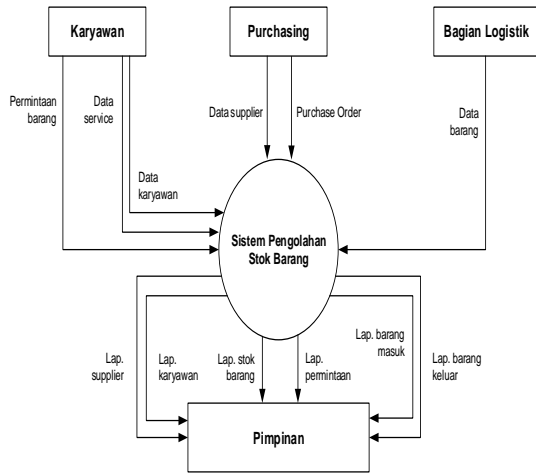 Karyawan
Purchasing
Bagian Logistik
Permintaan
barang
Data
service
Data
karyawan
Data supplier
Purchase Order
Data
barang
Sistem Pengolahan
Stok Barang
Lap.
supplier
Lap.
karyawan
Lap. stok
barang
Lap.
permintaan
Lap. barang
masuk
Lap. barang
keluar
Pimpinan